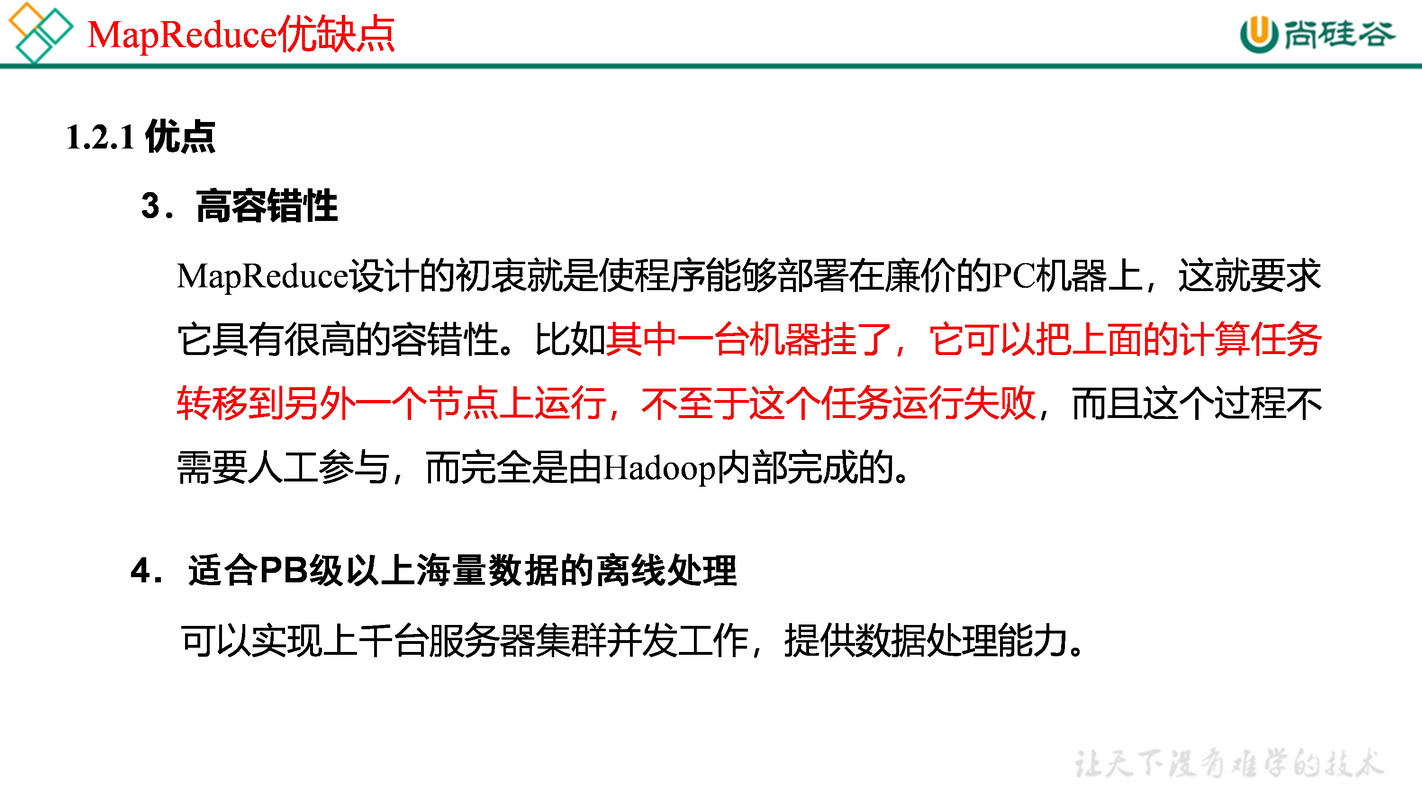 MapReduce优缺点
尚硅谷
1.2.1 优点
3．高容错性
MapReduce设计的初衷就是使程序能够部署在廉价的PC机器上，这就要求
它具有很高的容错性。比如其中一台机器挂了，它可以把上面的计算任务
转移到另外一个节点上运行，不至于这个任务运行失败，而且这个过程不
需要人工参与，而完全是由Hadoop内部完成的。
4．适合PB级以上海量数据的离线处理
可以实现上千台服务器集群并发工作，提供数据处理能力。
让天下没有难学的技术